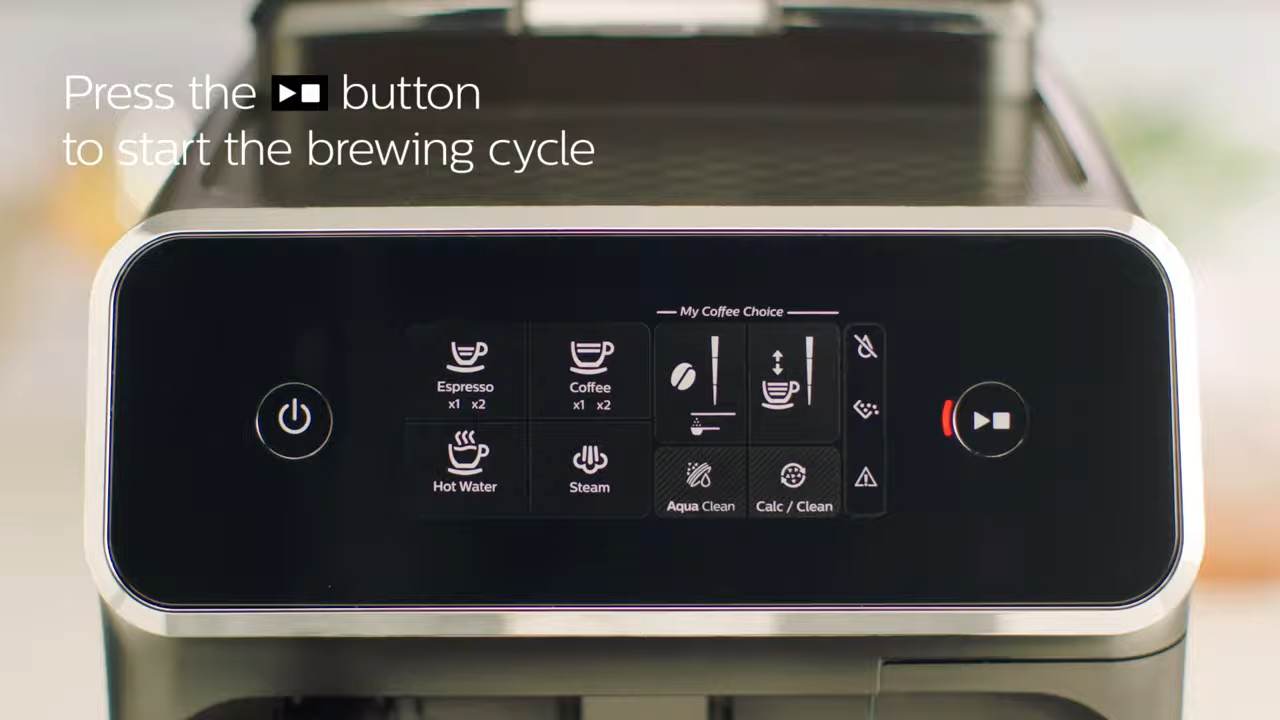 Press the button
to start the brewing cycle
My Coffee Choice
Espresso
x1 x2
Coffee
x1 x2
Hot Water
Steam
Aqua Clean
Calc / Clean